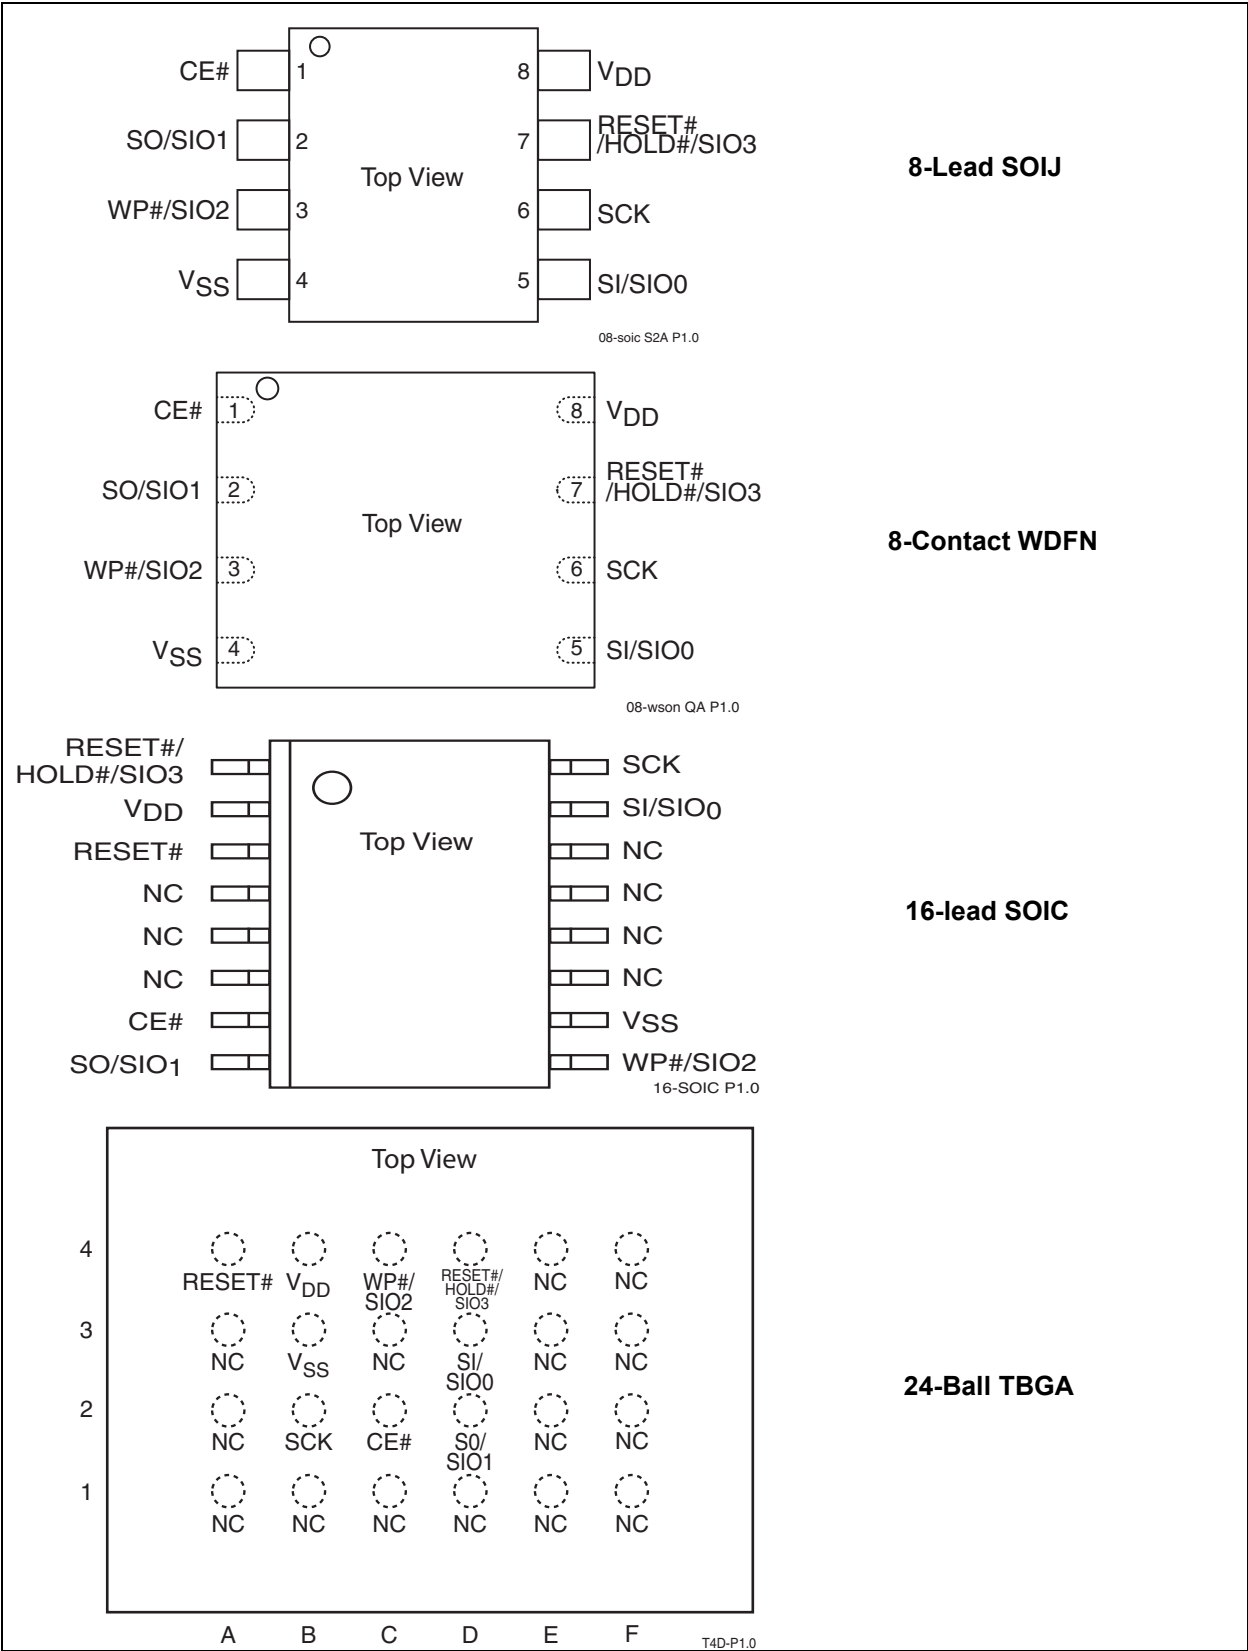 CE# 1 8 VDD
SO/SIO1 2 7 RESET#
/HOLD#/SIO3
Top View
8-Lead SOIJ
WP#/SIO2 3 6 SCK
VSS 4 5 SI/SIO0
08-soic S2A P1.0
CE# 1 8 VDD
SO/SIO1 2 7 RESET#
/HOLD#/SIO3
Top View
8-Contact WDFN
WP#/SIO2 3 6 SCK
VSS 4 5 SI/SIO0
08-wson QA P1.0
RESET#/
HOLD#/SIO3 SCK
VDD SI/SIO0
Top View
RESET# NC
NC NC
16-lead SOIC
NC NC
NC NC
CE# VSS
SO/SIO1 WP#/SIO2
16-SOIC P1.0
Top View
4
RESET# VDD WP#/
SIO2 RESET#/
HOLD#/
SIO3 NC NC
3
NC VSS NC SI/
SIO0 NC NC
24-Ball TBGA
2
NC SCK CE# S0/
SIO1 NC NC
1
NC NC NC NC NC NC
A B C D E F
T4D-P1.0